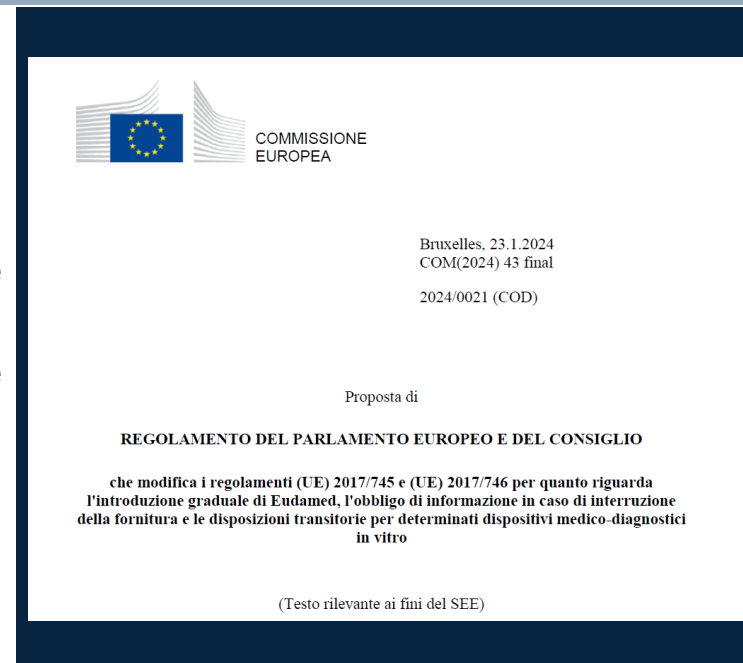 COMMISSIONE
EUROPEA
Bruxelles, 23.1.2024
COM(2024) 43 final
2024/0021 (COD)
Proposta di
REGOLAMENTO DEL PARLAMENTO EUROPEO E DEL CONSIGLIO
che modifica i regolamenti (UE) 2017/745 e (UE) 2017/746 per quanto riguarda
l'introduzione graduale di Eudamed, l'obbligo di informazione in caso di interruzione
della fornitura e le disposizioni transitorie per determinati dispositivi medico-diagnostici
in vitro
(Testo rilevante ai fini del SEE)